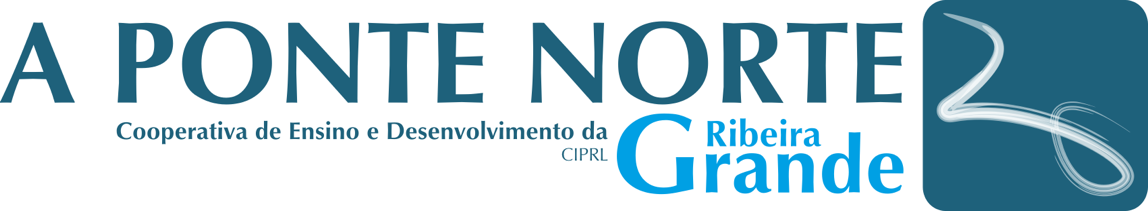 A PONTE NORTE
Cooperativa de Ensino e Desenvolvimento da
CIPRL
Ribeira
Grande